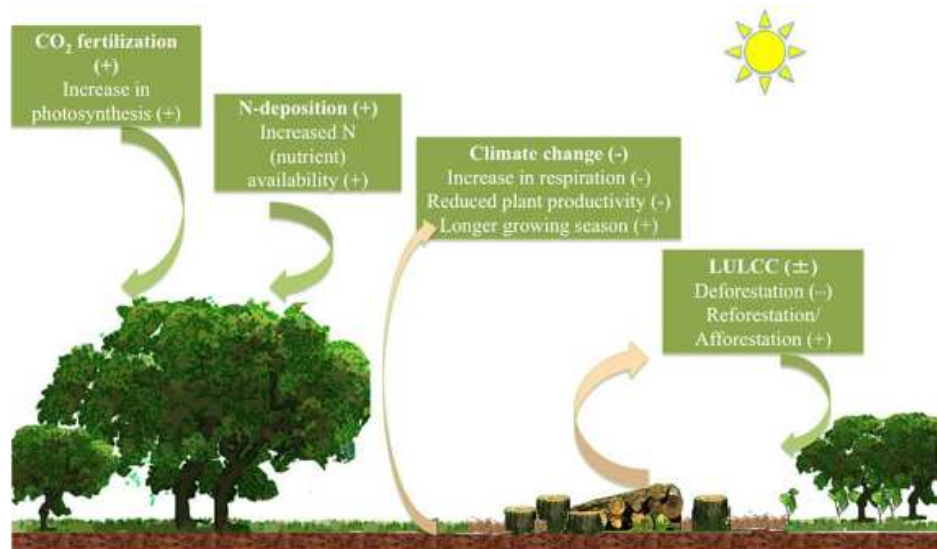 CO₂ fertilization
(+)
Increase in
photosynthesis (+)
N-deposition (+)
Increased N
(nutrient)
availability (+)
Climate change (-)
Increase in respiration (-)
Reduced plant productivity (-)
Longer growing season (+)
LULCC (±)
Deforestation (-)
Reforestation/
Afforestation (+)